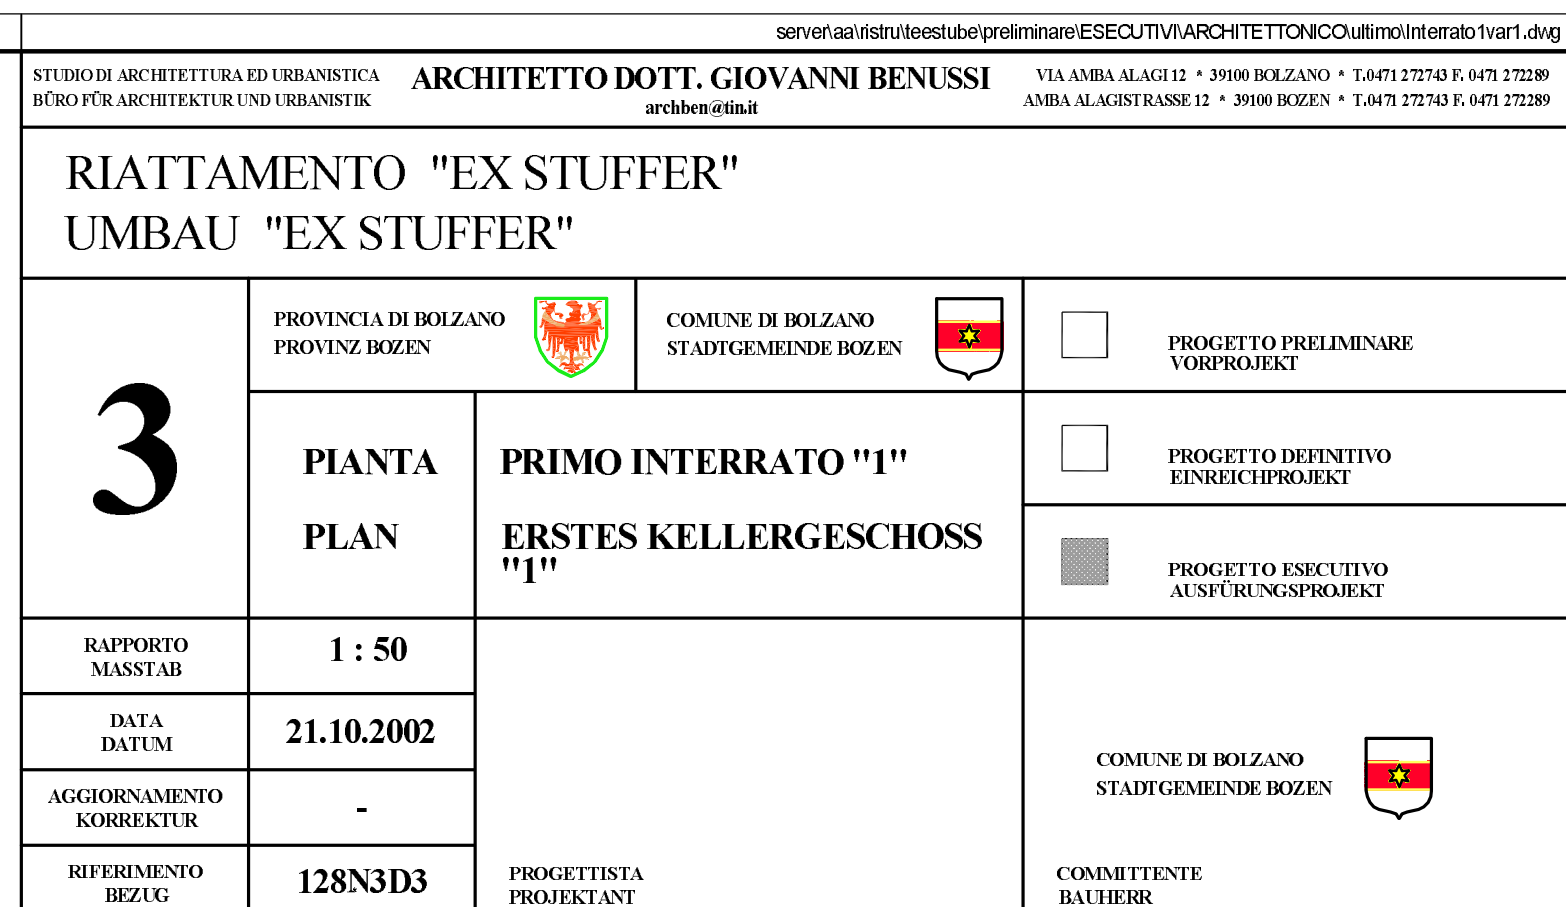 server\aa\ristru\teestube\preliminare\ESECUTIVI\ARCHITETTONICO\ultimo\Interrato1var1.dwg
STUDIO DI ARCHITETTURA ED URBANISTICA
BÜRO FÜR ARCHITEKTUR UND URBANISTIK
ARCHITETTO DOTT. GIOVANNI BENUSSI
archben@tin.it
VIA AMBA ALAGI 12 * 39100 BOLZANO * T.0471 272743 F. 0471 272289
AMBA ALAGISTRASSE 12 * 39100 BOZEN * T.0471 272743 F. 0471 272289
RIATTAMENTO "EX STUFFER"
UMBAU "EX STUFFER"
3
PROVINCIA DI BOLZANO
PROVINZ BOZEN
COMUNE DI BOLZANO
STADTGEMEINDE BOZEN
PROGETTO PRELIMINARE
VORPROJEKT
PIANTA
PRIMO INTERRATO "1"
PLAN
ERSTES KELLERGESCHOSS
"1"
PROGETTO DEFINITIVO
EINREICHPROJEKT
PROGETTO ESECUTIVO
AUSFÜRUNGSPROJEKT
RAPPORTO
MASSTAB
1 : 50
DATA
DATUM
21.10.2002
AGGIORNAMENTO
KORREKTUR
-
RIFERIMENTO
BEZUG
128N3D3
PROGETTISTA
PROJEKTANT
COMUNE DI BOLZANO
STADTGEMEINDE BOZEN
COMMITTENTE
BAUHERR